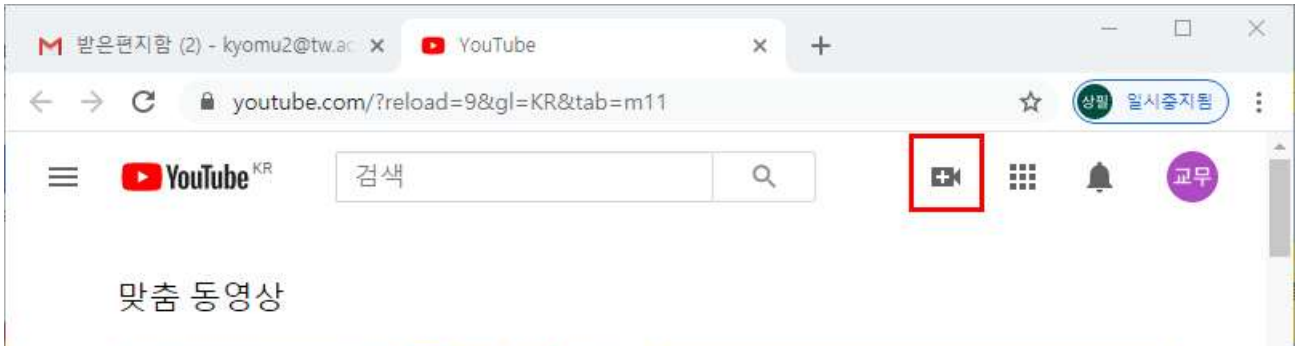 받은편지함 (2) - kyomu2@tw.ac
YouTube
youtube.com/?reload=9&gl=KR&tab=m11
상필 일시중지됨
YouTube KR
검색
교무
맞춤 동영상